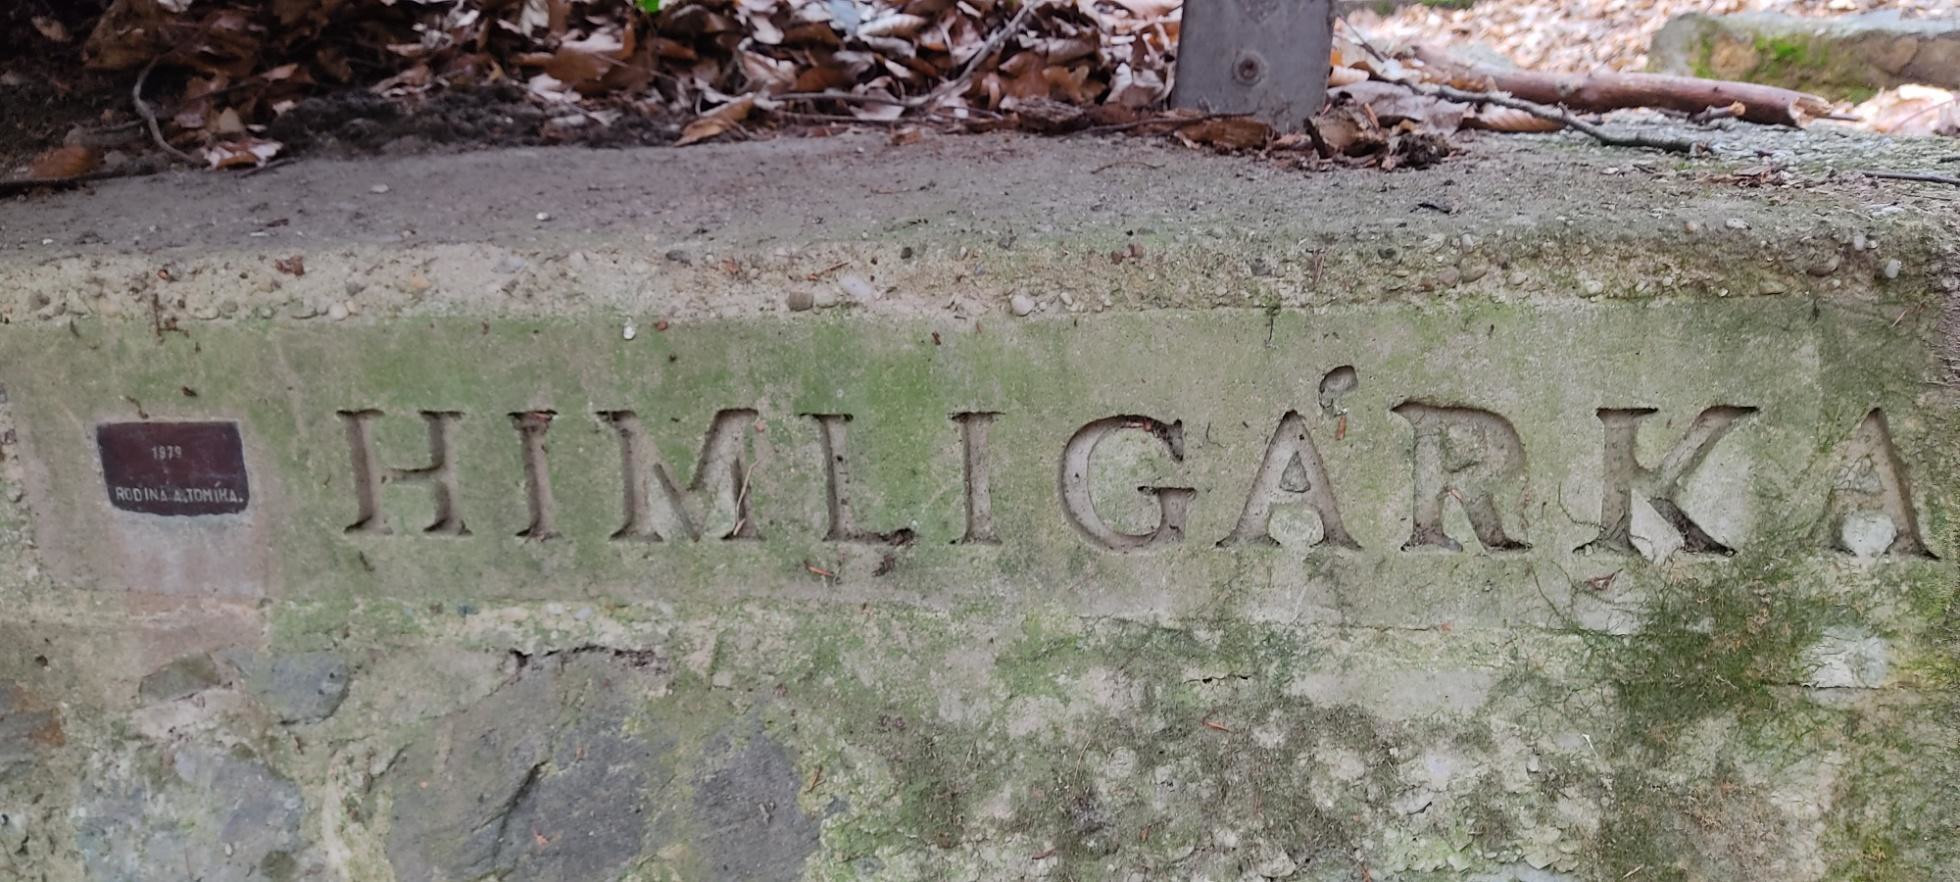 1979
RODINA A.TOMÍKA.
HIMLIGÁRKA